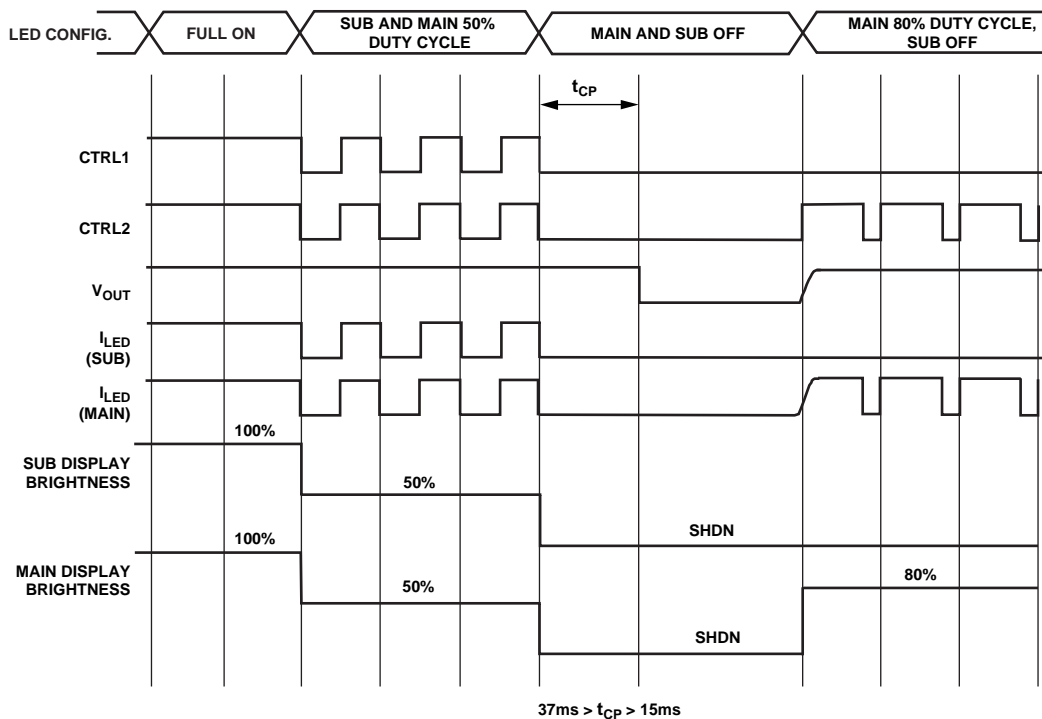 LED CONFIG.
FULL ON
SUB AND MAIN 50%
DUTY CYCLE
MAIN AND SUB OFF
MAIN 80% DUTY CYCLE,
SUB OFF
tCP
CTRL1
CTRL2
VOUT
ILED
(SUB)
ILED
(MAIN)
100%
SUB DISPLAY
BRIGHTNESS
50%
SHDN
100%
MAIN DISPLAY
BRIGHTNESS
50%
80%
SHDN
37ms > tCP > 15ms